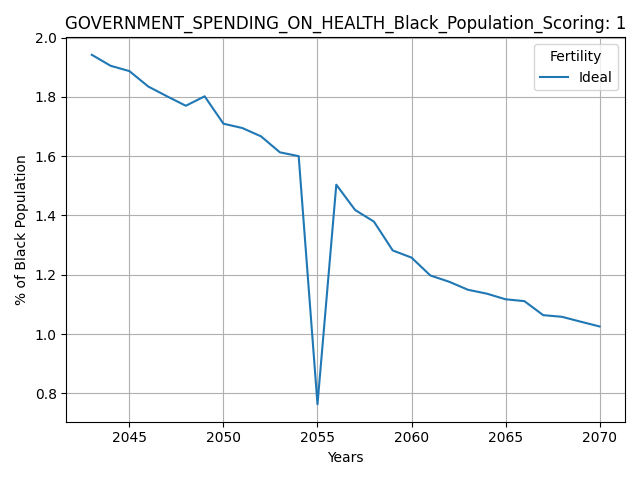 GOVERNMENT_SPENDING_ON_HEALTH_Black_Population_Scoring: 1
Fertility
Ideal
% of Black Population
2.0
1.8
1.6
1.4
1.2
1.0
0.8
2045 2050 2055 2060 2065 2070
Years